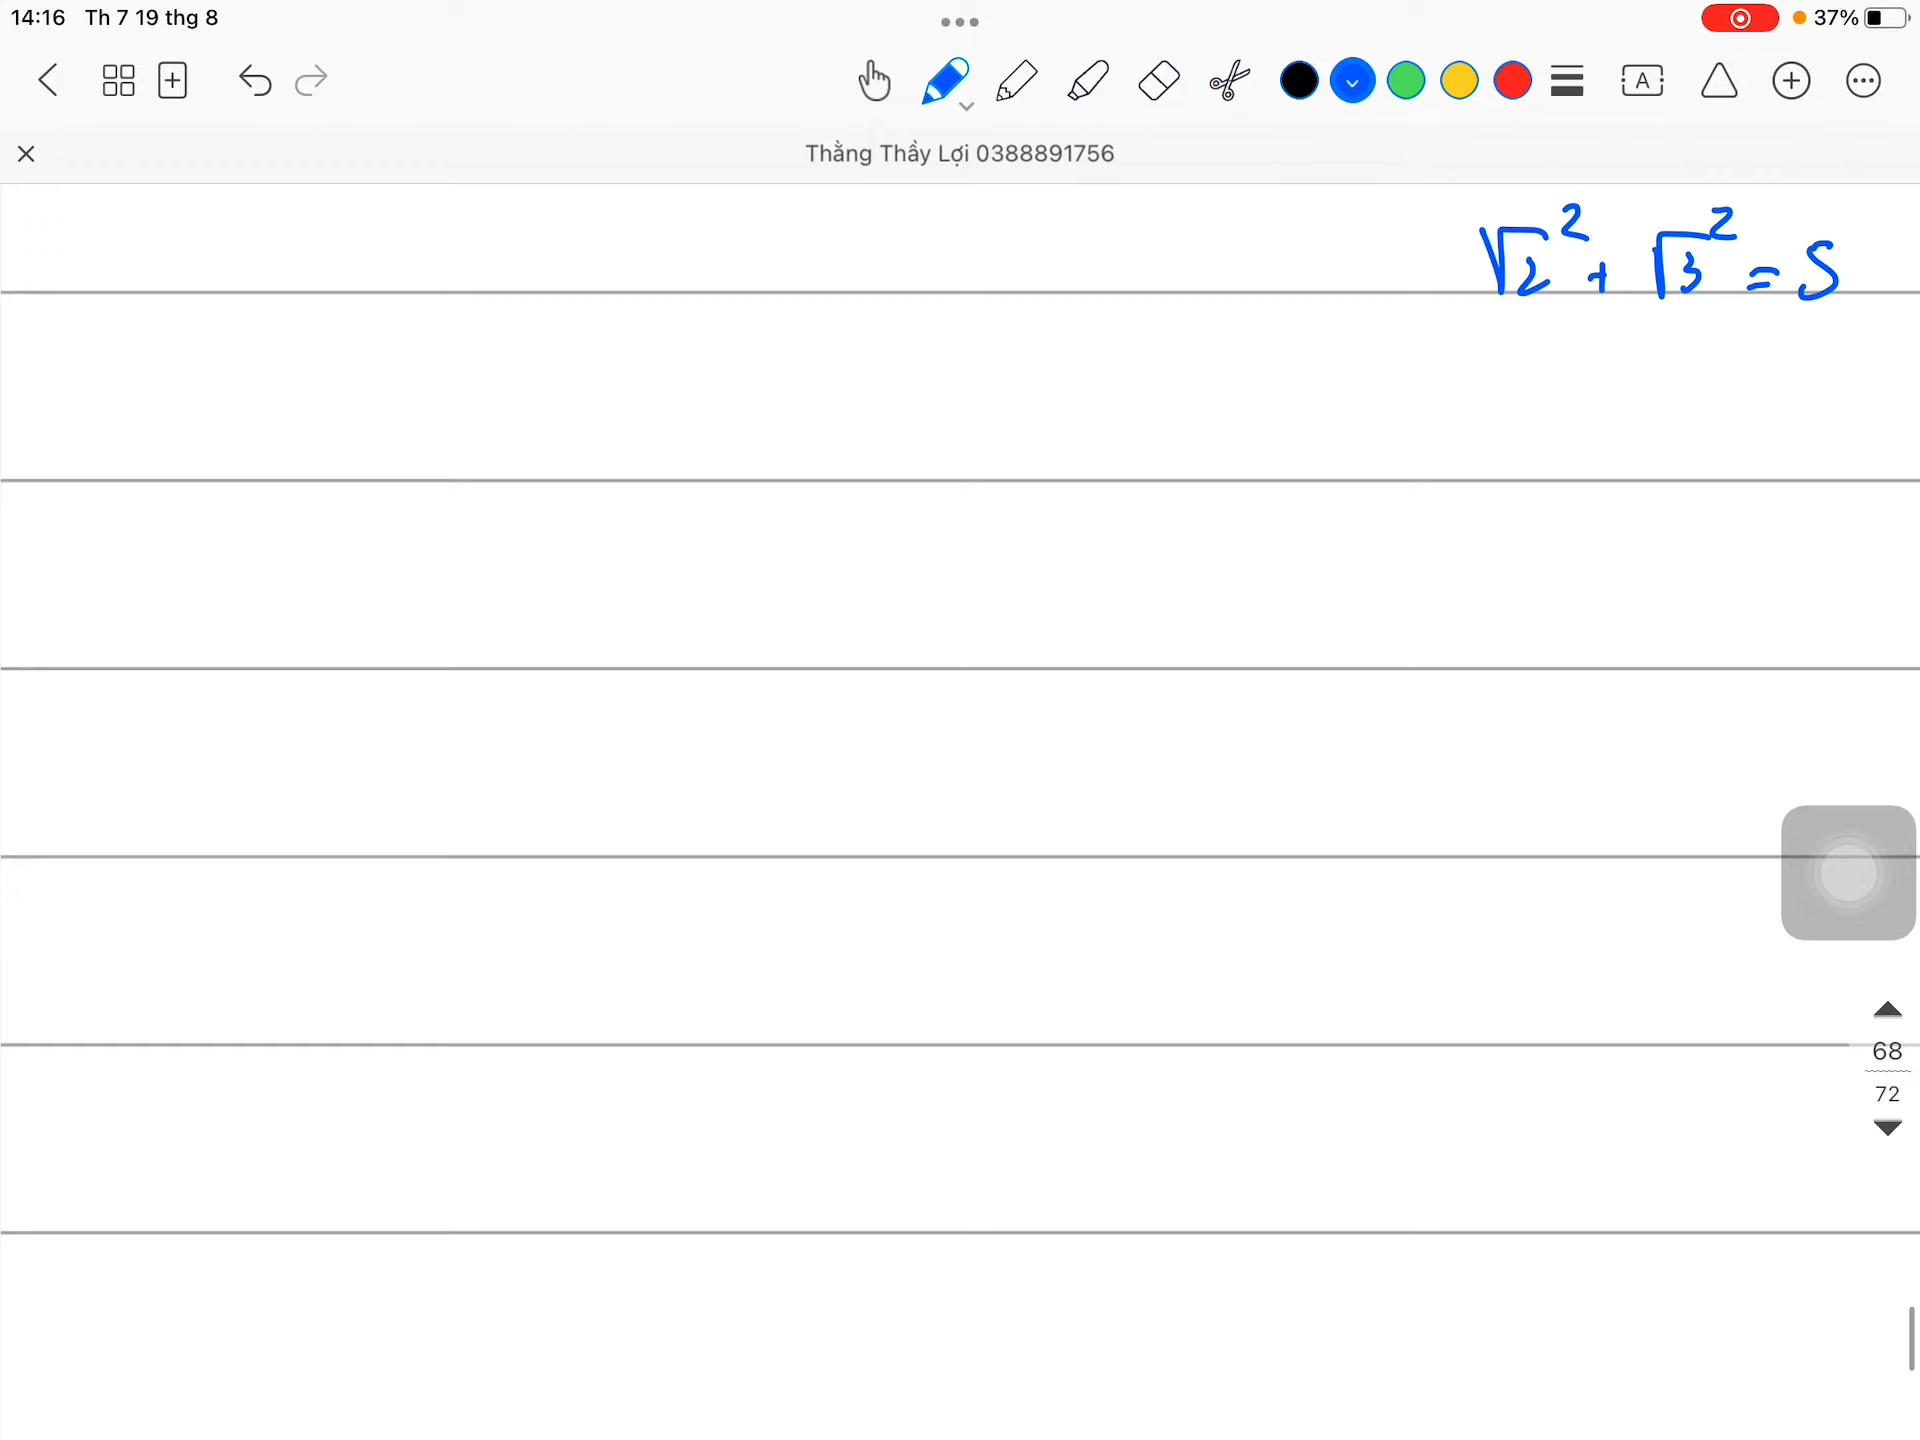 14:16 Th 7 19 thg 8
37%
A
Thằng Thầy Lợi 0388891756
√2² + √3² = 5
68
72